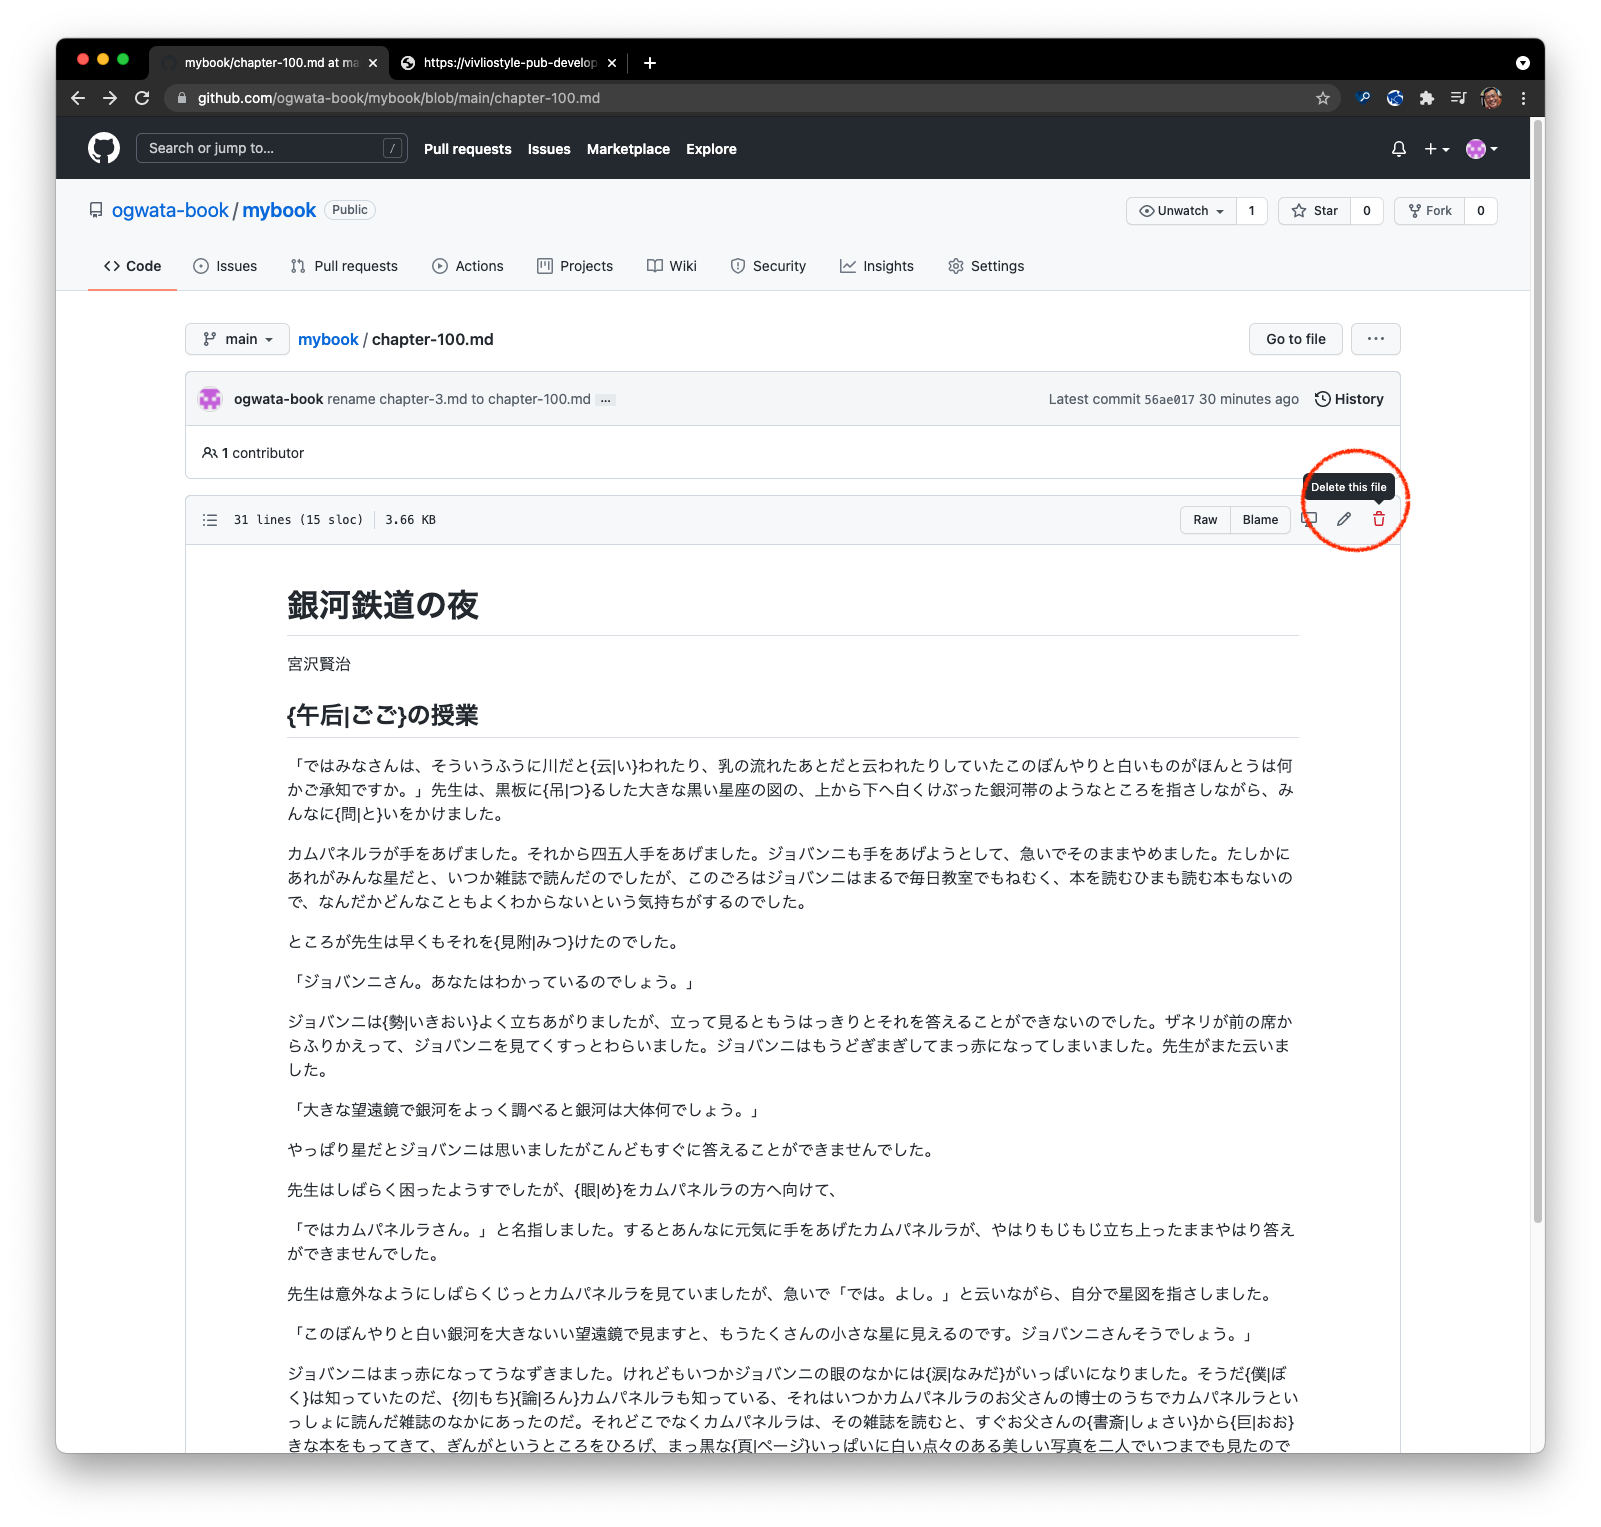 mybook/chapter-100.md at ma
https://vivliostyle-pub-develop
github.com/ogwata-book/mybook/blob/main/chapter-100.md
Search or jump to... /
Pull requests Issues Marketplace Explore
ogwata-book / mybook Public
Unwatch 1 Star 0 Fork 0
Code Issues Pull requests Actions Projects Wiki Security Insights Settings
main mybook / chapter-100.md Go to file ...
ogwata-book rename chapter-3.md to chapter-100.md ... Latest commit 56ae017 30 minutes ago History
1 contributor
Delete this file
31 lines (15 sloc) 3.66 KB Raw Blame
銀河鉄道の夜
宮沢賢治
{午后|ごご}の授業
「ではみなさんは、そういうふうに川だと{云|い}われたり、乳の流れたあとだと云われたりしていたこのぼんやりと白いものがほんとうは何
かご承知ですか。」先生は、黒板に{吊|つ}るした大きな黒い星座の図の、上から下へ白くけぶった銀河帯のようなところを指さしながら、み
んなに{問|と}いをかけました。
カムパネルラが手をあげました。それから四五人手をあげました。ジョバンニも手をあげようとして、急いでそのままやめました。たしかに
あれがみんな星だと、いつか雑誌で読んだのでしたが、このごろはジョバンニはまるで毎日教室でもねむく、本を読むひまも読む本もないの
で、なんだかどんなこともよくわからないという気持ちがするのでした。
ところが先生は早くもそれを{見附|みつ}けたのでした。
「ジョバンニさん。あなたはわかっているのでしょう。」
ジョバンニは{勢|いきおい}よく立ちあがりましたが、立って見るともうはっきりとそれを答えることができないのでした。ザネリが前の席か
らふりかえって、ジョバンニを見てくすっとわらいました。ジョバンニはもうどぎまぎしてまっ赤になってしまいました。先生がまた云いま
した。
「大きな望遠鏡で銀河をよっく調べると銀河は大体何でしょう。」
やっぱり星だとジョバンニは思いましたがこんどもすぐに答えることができませんでした。
先生はしばらく困ったようすでしたが、{眼|め}をカムパネルラの方へ向けて、
「ではカムパネルラさん。」と名指しました。するとあんなに元気に手をあげたカムパネルラが、やはりもじもじ立ち上ったままやはり答え
ができませんでした。
先生は意外なようにしばらくじっとカムパネルラを見ていましたが、急いで「では。よし。」と云いながら、自分で星図を指さしました。
「このぼんやりと白い銀河を大きないい望遠鏡で見ますと、もうたくさんの小さな星に見えるのです。ジョバンニさんそうでしょう。」
ジョバンニはまっ赤になってうなずきました。けれどもいつかジョバンニの眼のなかには{涙|なみだ}がいっぱいになりました。そうだ{僕|ぼ
く}は知っていたのだ、{勿|もち}{論|ろん}カムパネルラも知っている、それはいつかカムパネルラのお父さんの博士のうちでカムパネルラとい
っしょに読んだ雑誌のなかにあったのだ。それどこでなくカムパネルラは、その雑誌を読むと、すぐお父さんの{書斎|しょさい}から{巨|おお}
きな本をもってきて、ぎんがというところをひろげ、まっ黒な{頁|ページ}いっぱいに白い点々のある美しい写真を二人でいつまでも見たので